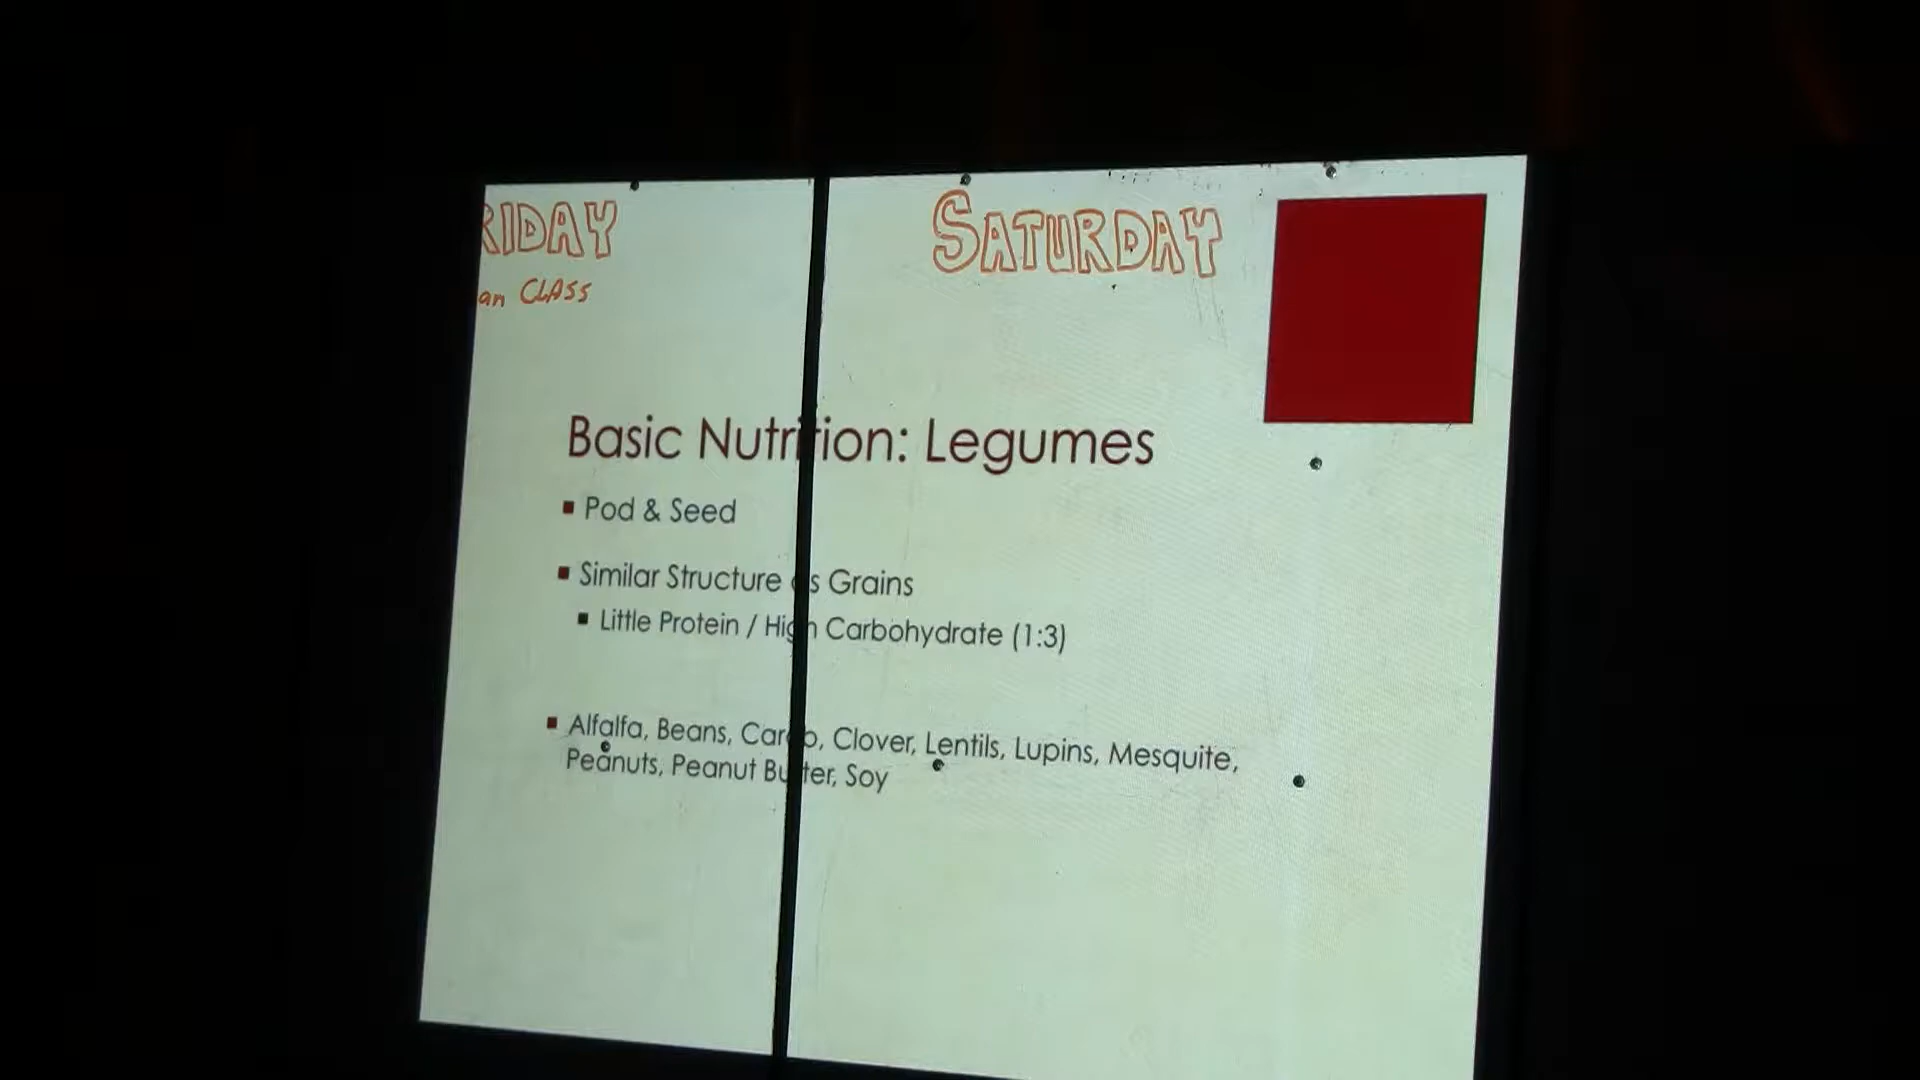 RIDAY
SATURDAY
an CLASS
Basic Nutrition: Legumes
Pod & Seed
Similar Structure as Grains
Little Protein / High Carbohydrate (1:3)
Alfalfa, Beans, Carob, Clover, Lentils, Lupins, Mesquite,
Peanuts, Peanut Butter, Soy